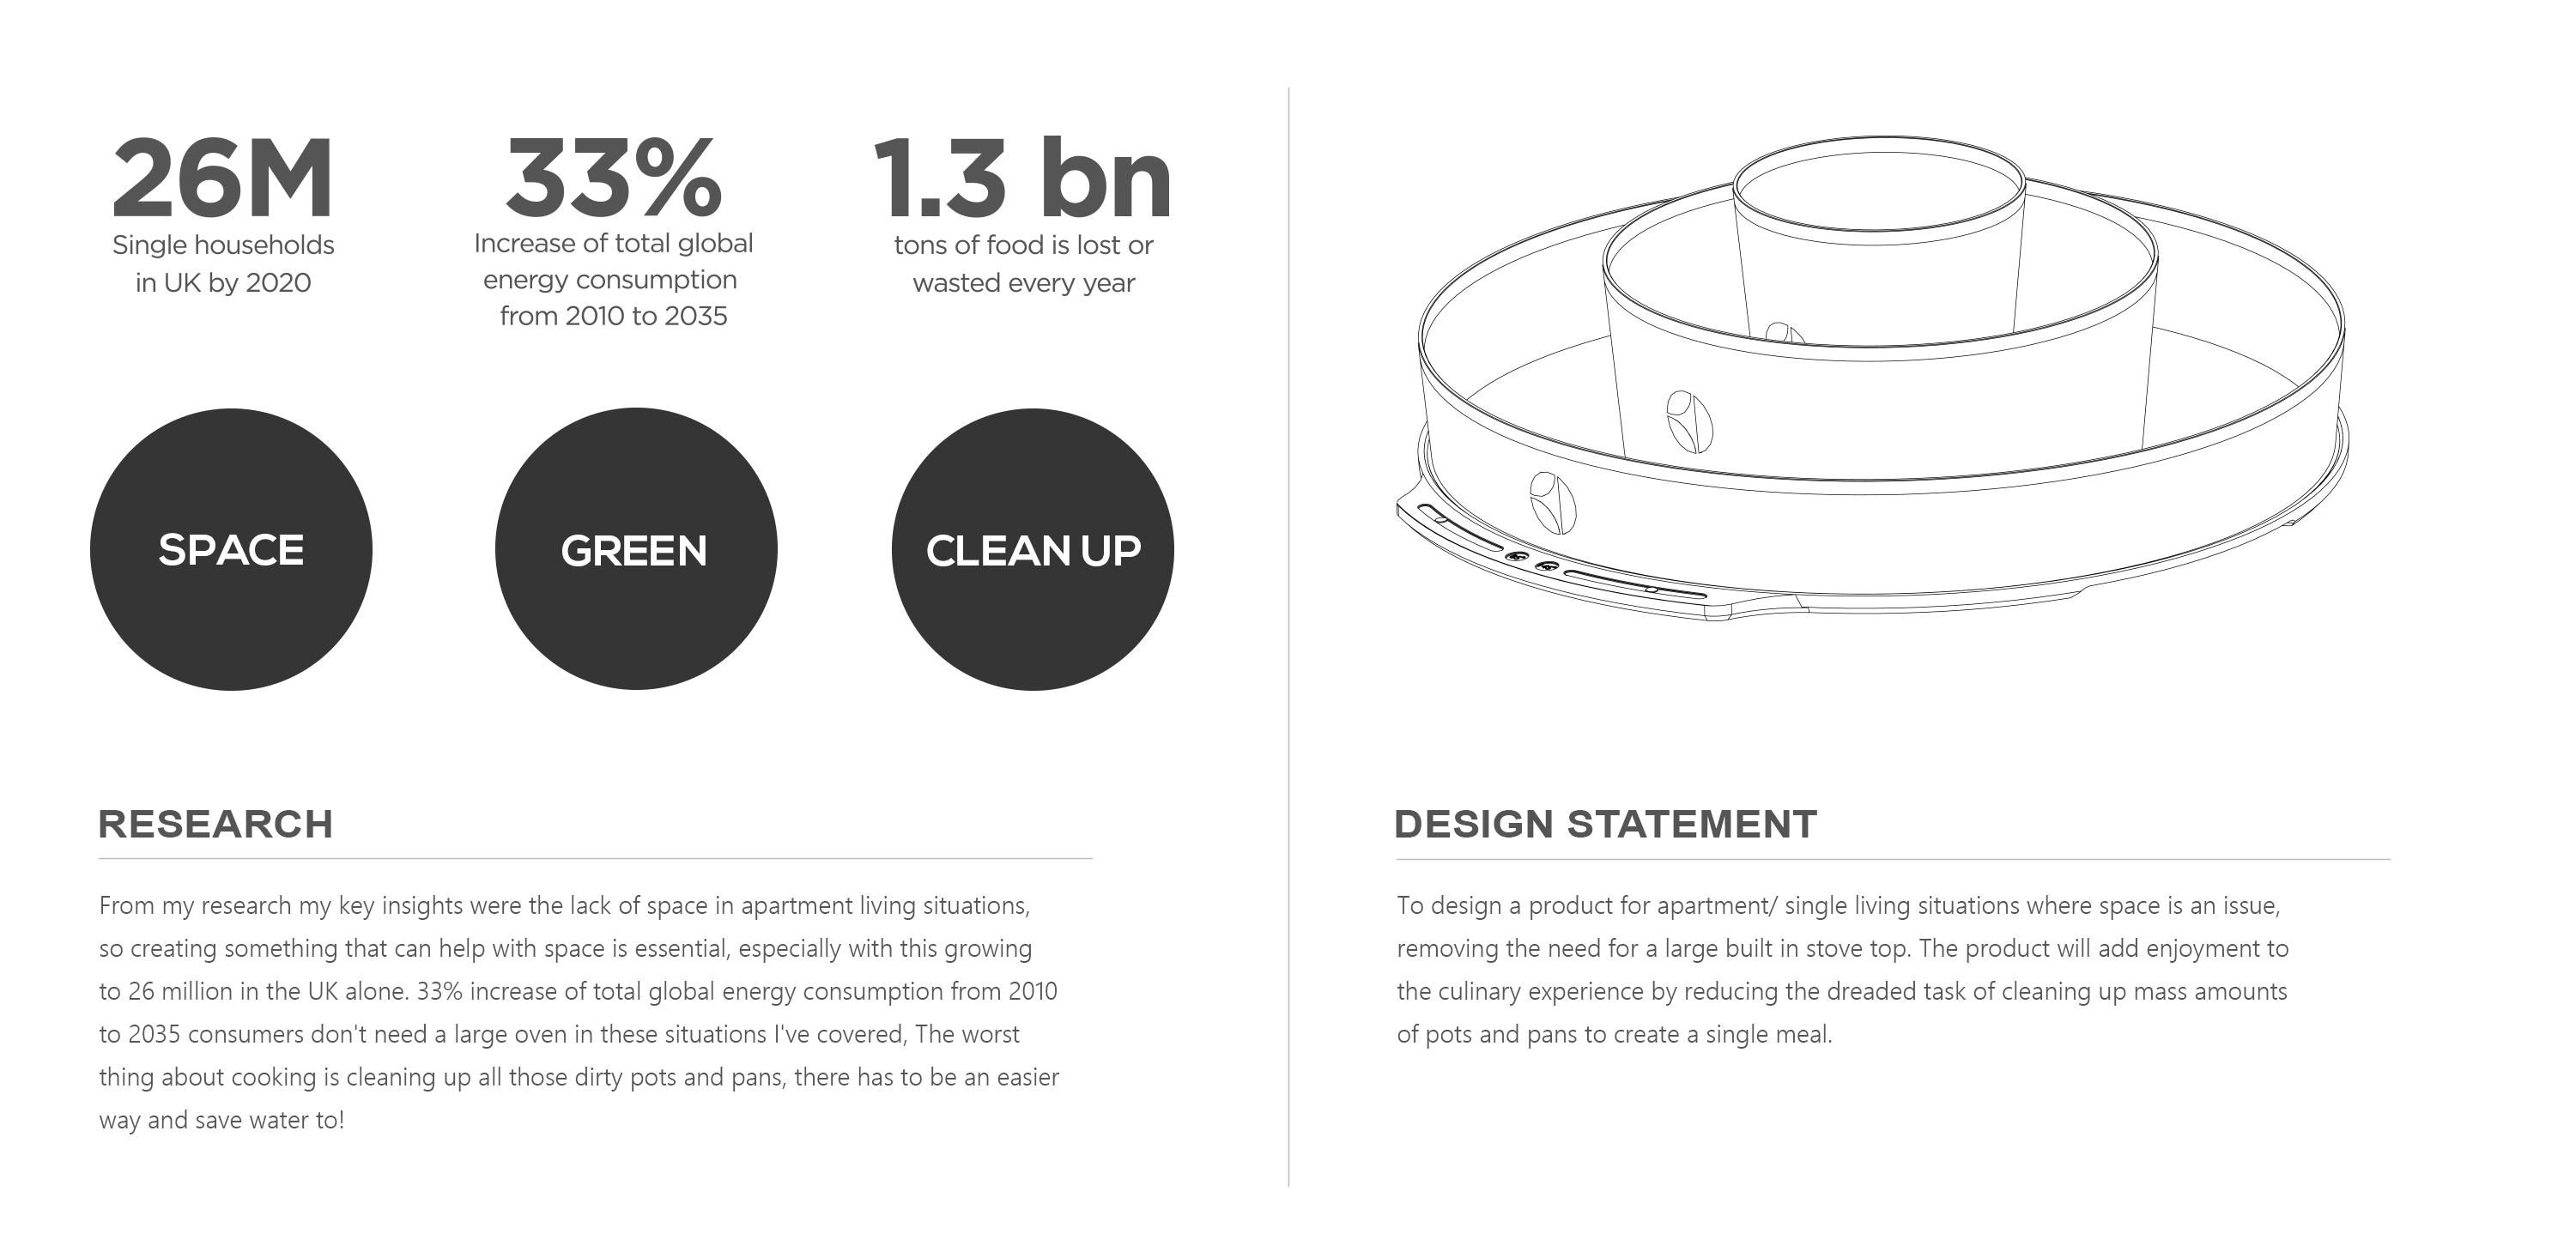 26M
Single households
in UK by 2020
33%
Increase of total global
energy consumption
from 2010 to 2035
1.3 bn
tons of food is lost or
wasted every year
SPACE
GREEN
CLEAN UP
RESEARCH
From my research my key insights were the lack of space in apartment living situations,
so creating something that can help with space is essential, especially with this growing
to 26 million in the UK alone. 33% increase of total global energy consumption from 2010
to 2035 consumers don't need a large oven in these situations I've covered, The worst
thing about cooking is cleaning up all those dirty pots and pans, there has to be an easier
way and save water to!
DESIGN STATEMENT
To design a product for apartment/ single living situations where space is an issue,
removing the need for a large built in stove top. The product will add enjoyment to
the culinary experience by reducing the dreaded task of cleaning up mass amounts
of pots and pans to create a single meal.